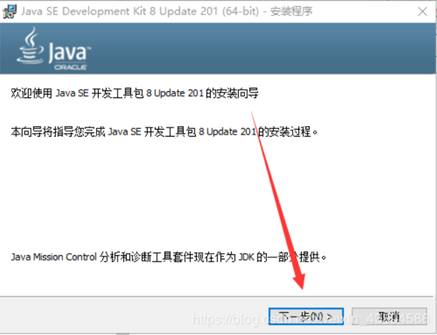 Java SE Development Kit 8 Update 201 (64-bit) - 安装程序
Java
ORACLE
欢迎使用 Java SE 开发工具包 8 Update 201 的安装向导
本向导将指导您完成 Java SE 开发工具包 8 Update 201 的安装过程。
Java Mission Control 分析和诊断工具套件现在作为 JDK 的一部分提供。
下一步(N) >
取消